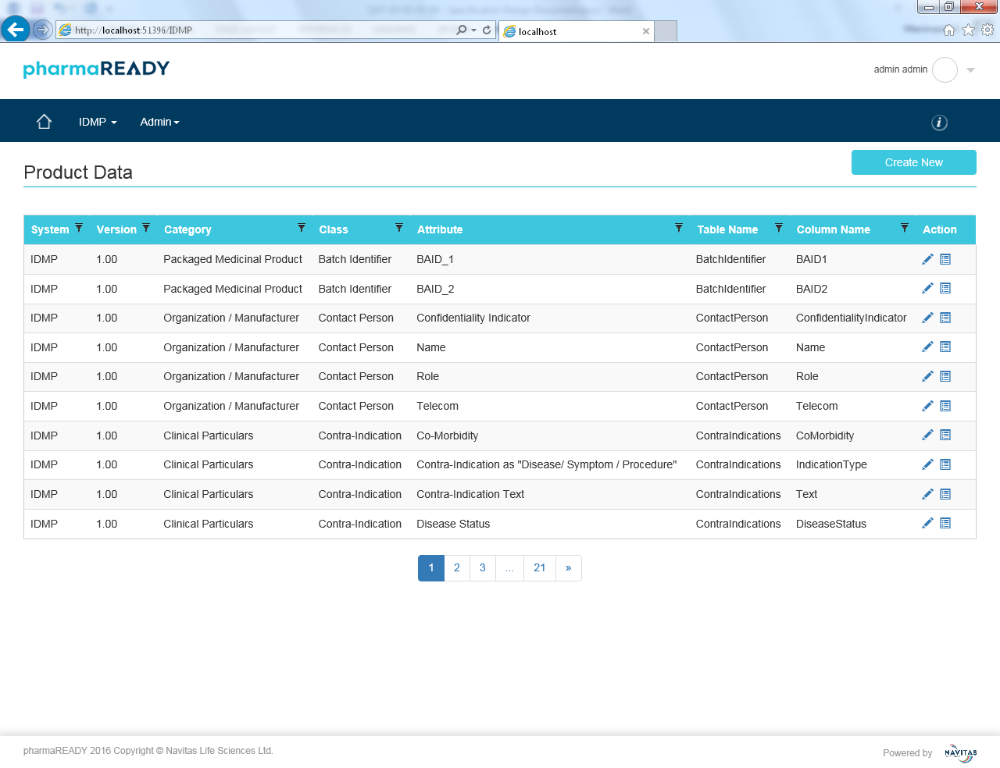 http://localhost:51396/IDMP
localhost
pharmaREADY
admin admin
IDMP
Admin
Product Data
Create New
System Version Category Class Attribute Table Name Column Name Action
IDMP 1.00 Packaged Medicinal Product Batch Identifier BAID_1 BatchIdentifier BAID1
IDMP 1.00 Packaged Medicinal Product Batch Identifier BAID_2 BatchIdentifier BAID2
IDMP 1.00 Organization / Manufacturer Contact Person Confidentiality Indicator ContactPerson ConfidentialityIndicator
IDMP 1.00 Organization / Manufacturer Contact Person Name ContactPerson Name
IDMP 1.00 Organization / Manufacturer Contact Person Role ContactPerson Role
IDMP 1.00 Organization / Manufacturer Contact Person Telecom ContactPerson Telecom
IDMP 1.00 Clinical Particulars Contra-Indication Co-Morbidity ContraIndications CoMorbidity
IDMP 1.00 Clinical Particulars Contra-Indication Contra-Indication as "Disease/ Symptom / Procedure" ContraIndications IndicationType
IDMP 1.00 Clinical Particulars Contra-Indication Contra-Indication Text ContraIndications Text
IDMP 1.00 Clinical Particulars Contra-Indication Disease Status ContraIndications DiseaseStatus
1 2 3 ... 21 »
pharmaREADY 2016 Copyright © Navitas Life Sciences Ltd.
Powered by NAVITAS